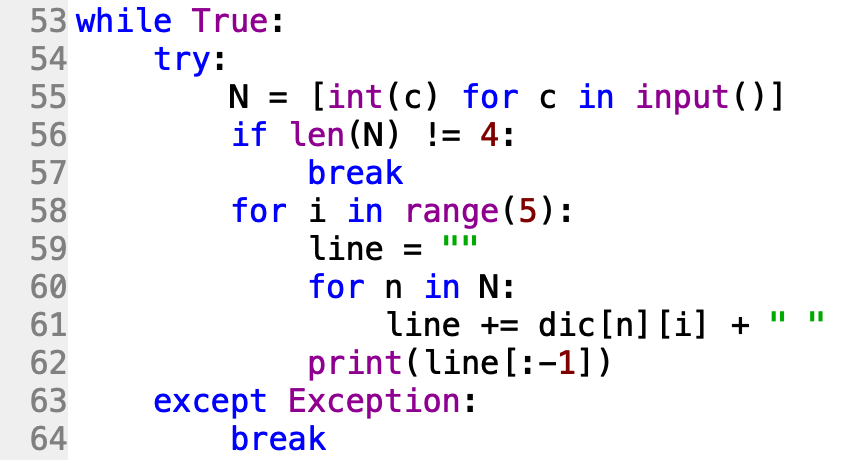 53 while True:
54     try:
55         N = [int(c) for c in input()]
56         if len(N) != 4:
57             break
58         for i in range(5):
59             line = ""
60             for n in N:
61                 line += dic[n][i] + " "
62             print(line[:-1])
63     except Exception:
64         break